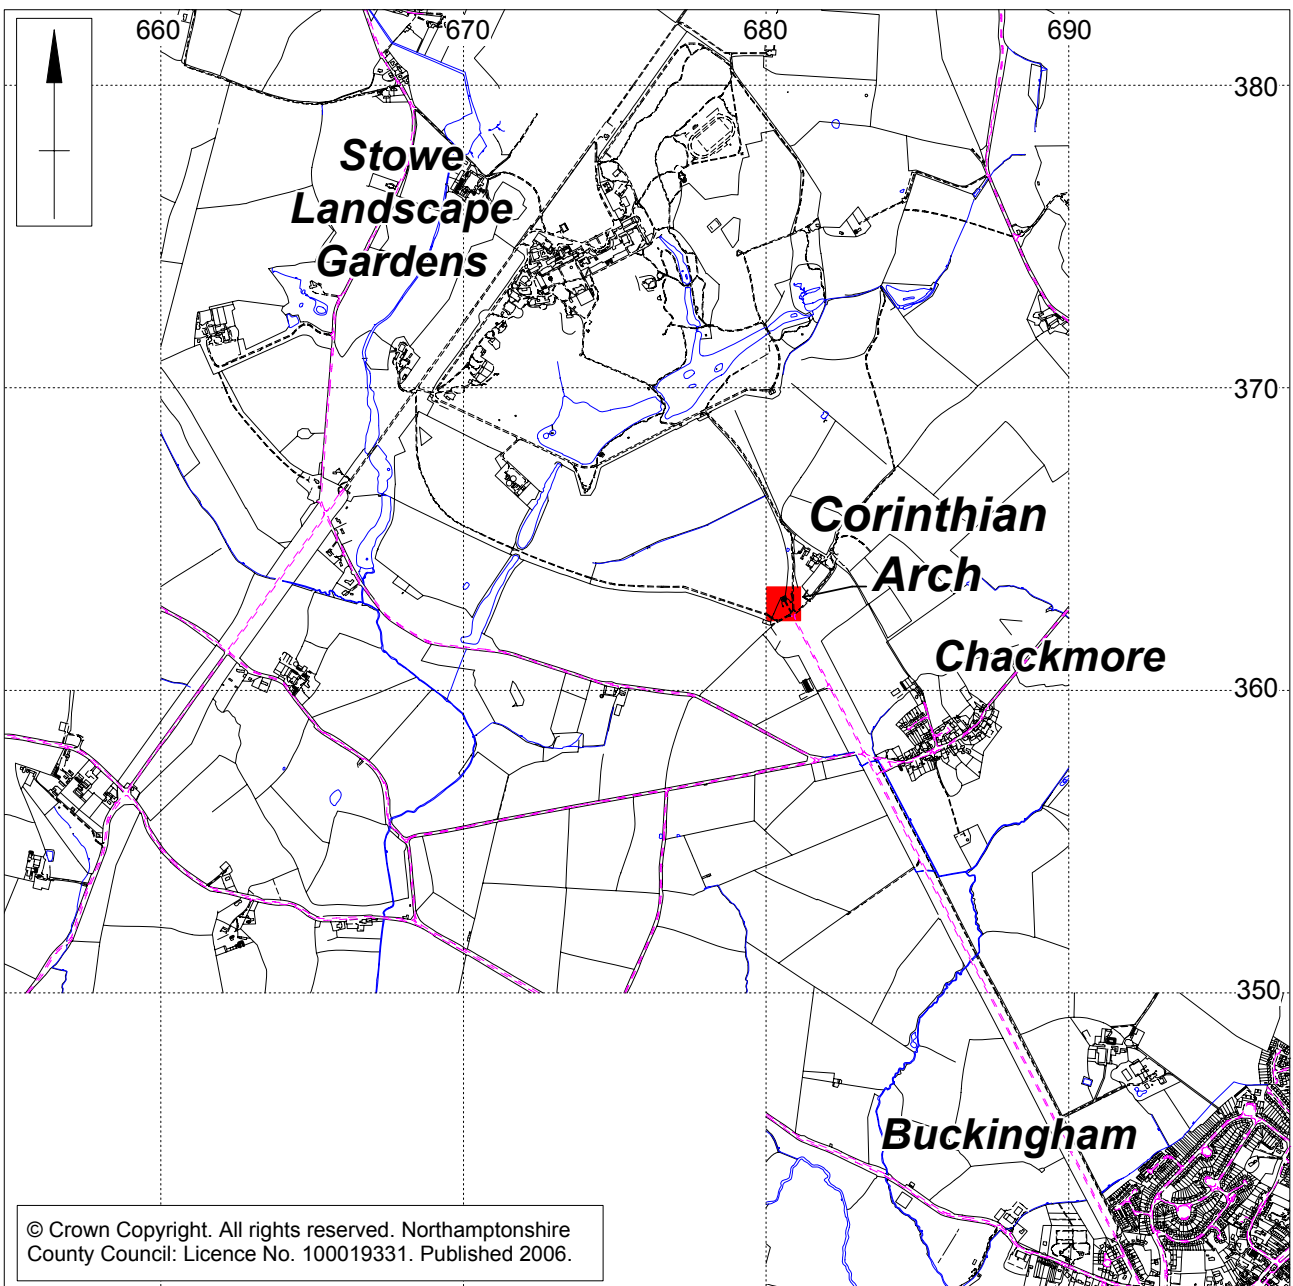 660
670
680
690
380
Stowe
Landscape
Gardens
370
Corinthian
Arch
Chackmore
360
350
Buckingham
© Crown Copyright. All rights reserved. Northamptonshire
County Council: Licence No. 100019331. Published 2006.